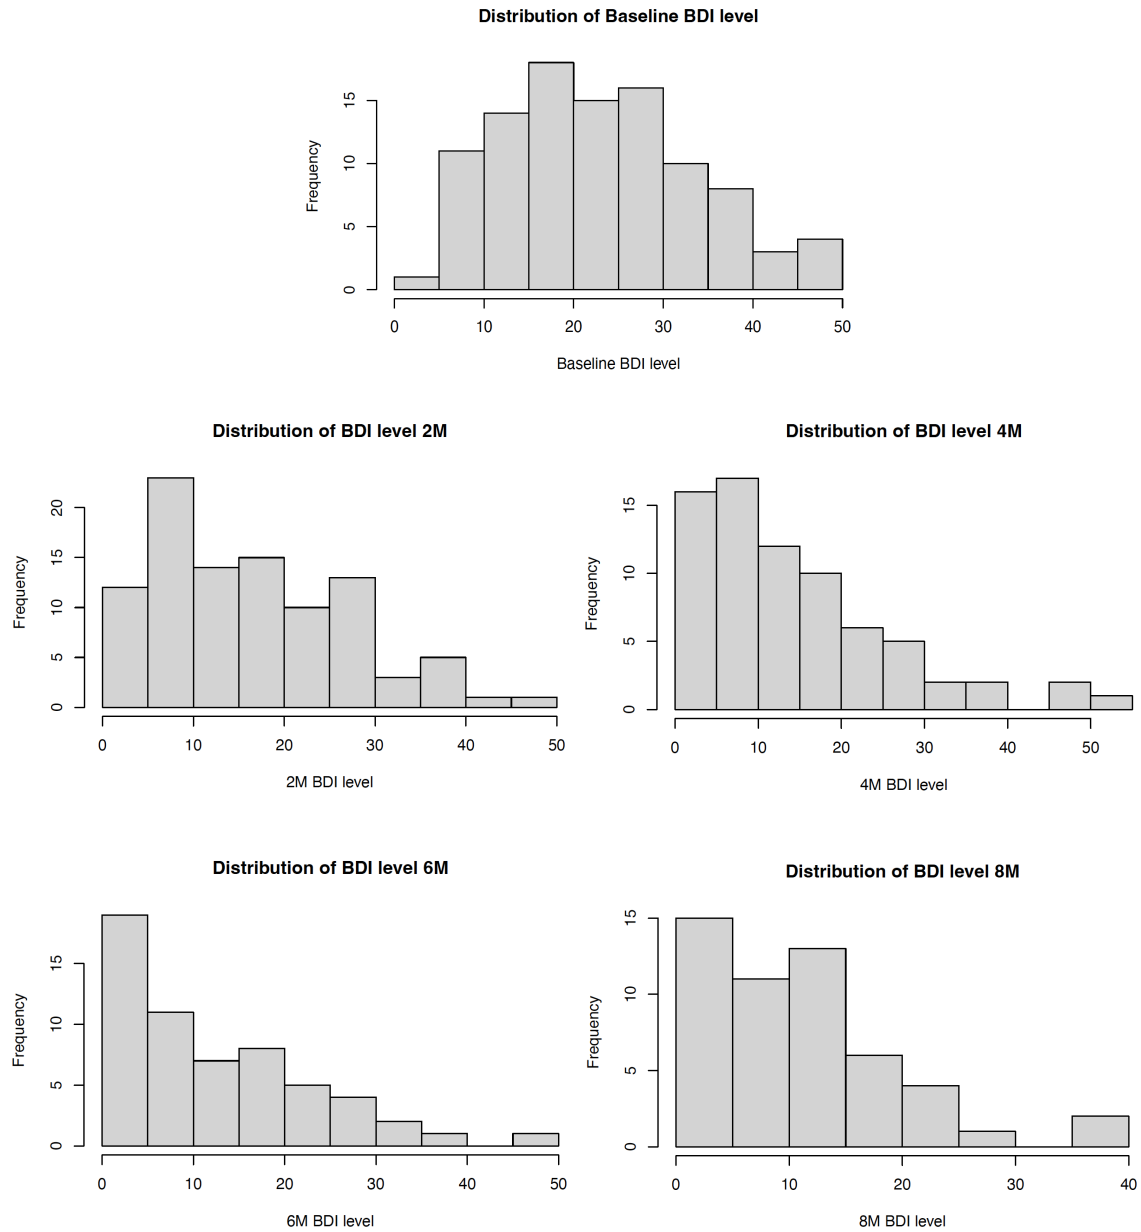 Distribution of Baseline BDI level
Frequency
0 5 10 15
0 10 20 30 40 50
Baseline BDI level
Distribution of BDI level 2M
Frequency
0 5 10 15 20
0 10 20 30 40 50
2M BDI level
Distribution of BDI level 4M
Frequency
0 5 10 15
0 10 20 30 40 50
4M BDI level
Distribution of BDI level 6M
Frequency
0 5 10 15
0 10 20 30 40 50
6M BDI level
Distribution of BDI level 8M
Frequency
0 5 10 15
0 10 20 30 40
8M BDI level